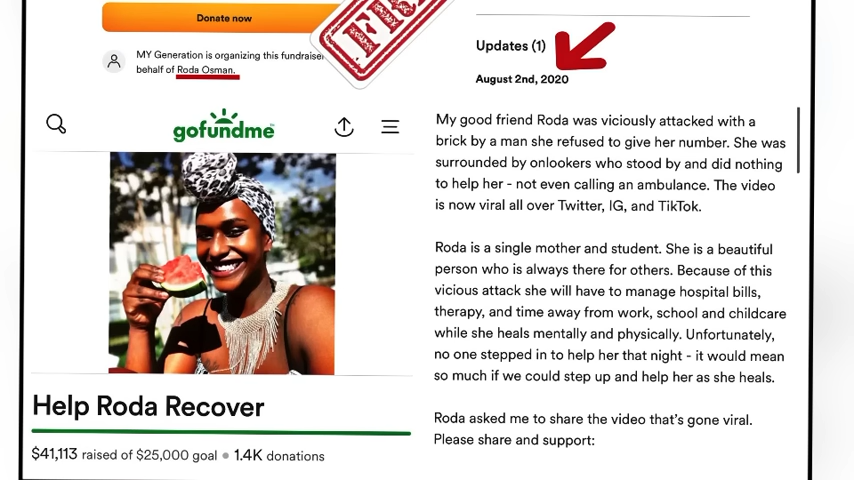 Donate now
MY Generation is organizing this fundraiser
behalf of Roda Osman.
gofundme
Help Roda Recover
$41,113 raised of $25,000 goal • 1.4K donations
Updates (1)
August 2nd, 2020
My good friend Roda was viciously attacked with a
brick by a man she refused to give her number. She was
surrounded by onlookers who stood by and did nothing
to help her - not even calling an ambulance. The video
is now viral all over Twitter, IG, and TikTok.
Roda is a single mother and student. She is a beautiful
person who is always there for others. Because of this
vicious attack she will have to manage hospital bills,
therapy, and time away from work, school and childcare
while she heals mentally and physically. Unfortunately,
no one stepped in to help her that night - it would mean
so much if we could step up and help her as she heals.
Roda asked me to share the video that's gone viral.
Please share and support: